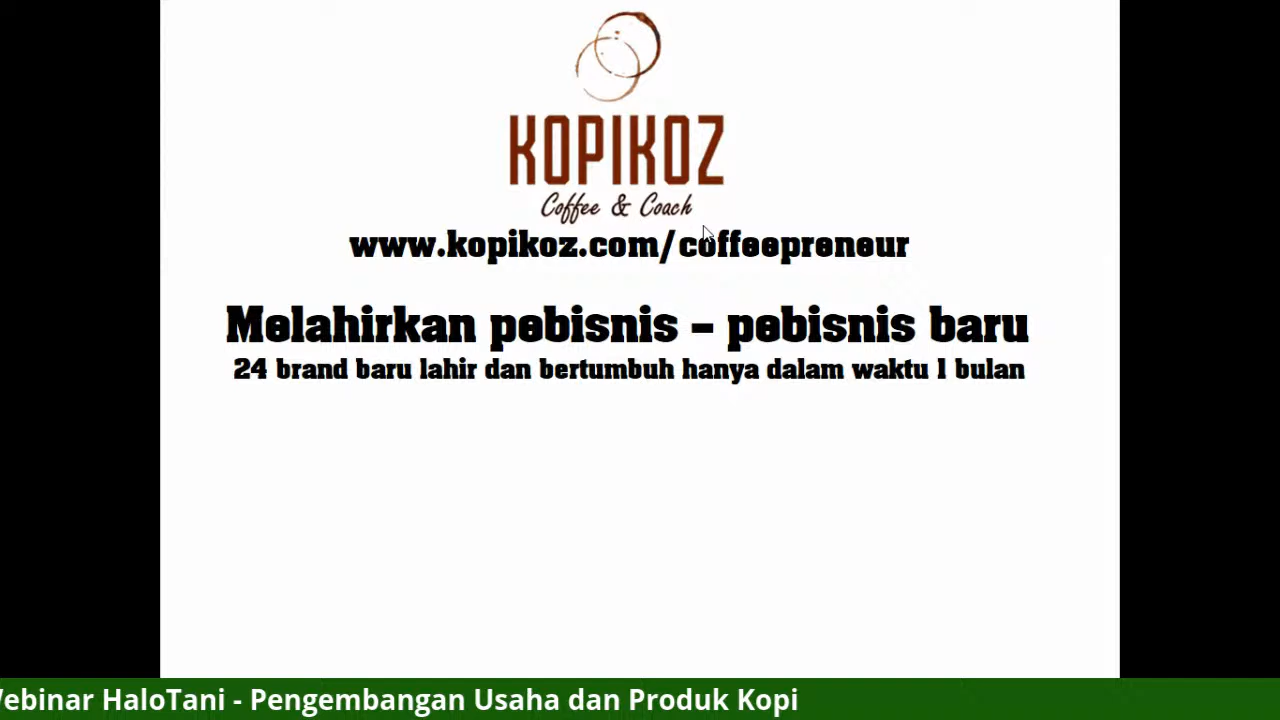 KOPIKOZ
Coffee & Coach
www.kopikoz.com/coffeepreneur
Melahirkan pebisnis – pebisnis baru
24 brand baru lahir dan bertumbuh hanya dalam waktu 1 bulan
Webinar HaloTani - Pengembangan Usaha dan Produk Kopi